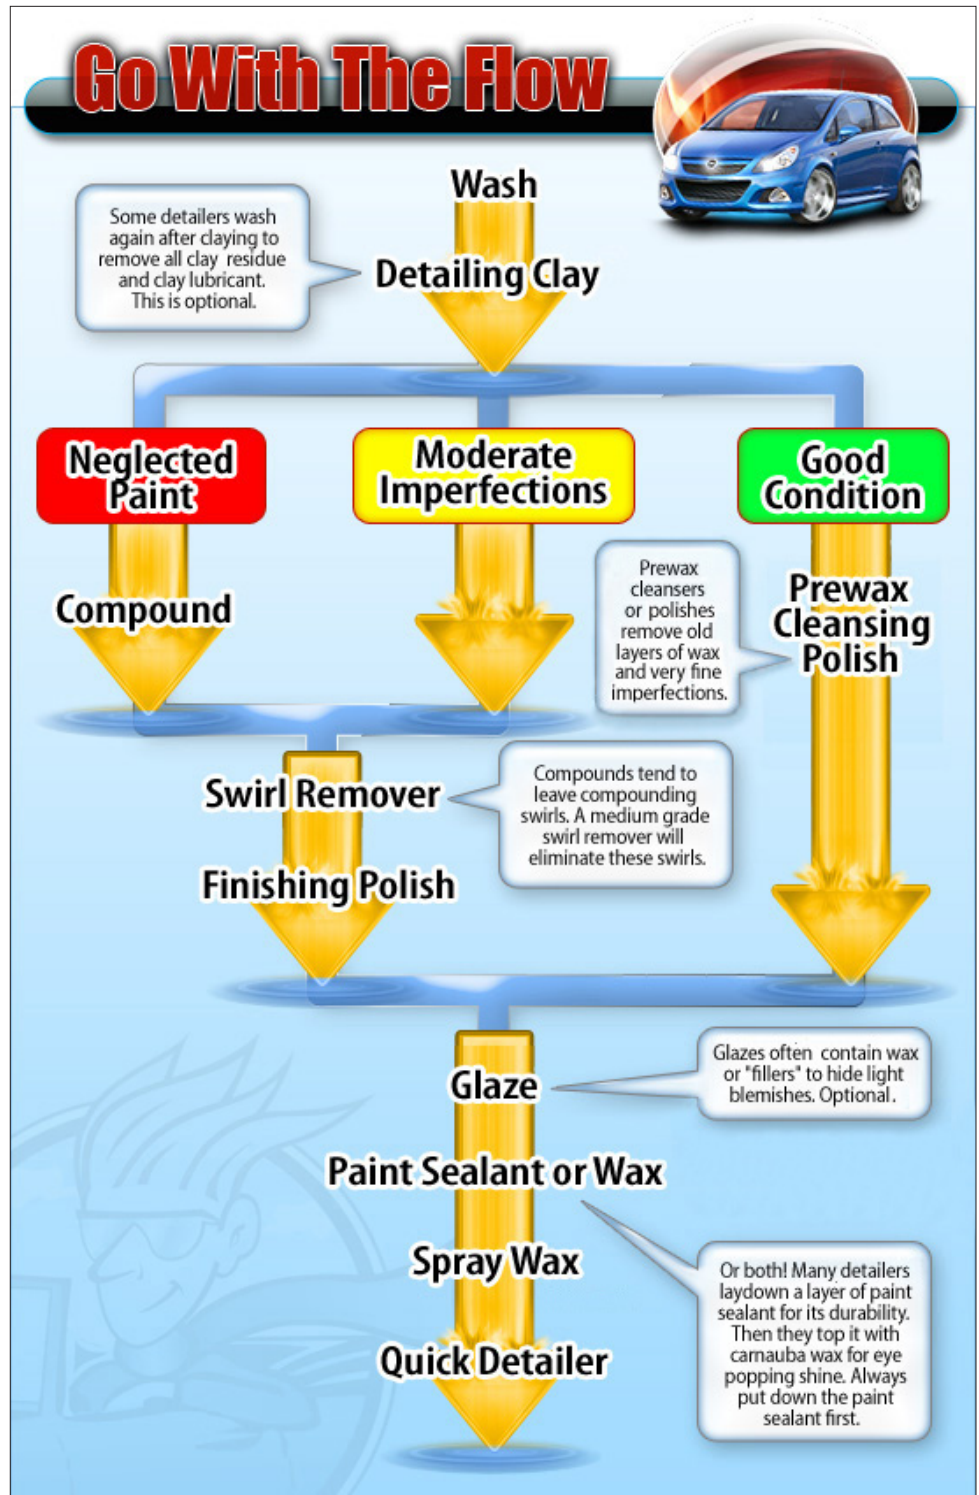 Go With The Flow
Wash
Some detailers wash
again after claying to
remove all clay residue
and clay lubricant.
This is optional.
Detailing Clay
Neglected
Paint
Moderate
Imperfections
Good
Condition
Compound
Prewax
cleansers
or polishes
remove old
layers of wax
and very fine
imperfections.
Prewax
Cleansing
Polish
Swirl Remover
Compounds tend to
leave compounding
swirls. A medium grade
swirl remover will
eliminate these swirls.
Finishing Polish
Glaze
Glazes often contain wax
or "fillers" to hide light
blemishes. Optional.
Paint Sealant or Wax
Spray Wax
Or both! Many detailers
laydown a layer of paint
sealant for its durability.
Then they top it with
carnauba wax for eye
popping shine. Always
put down the paint
sealant first.
Quick Detailer